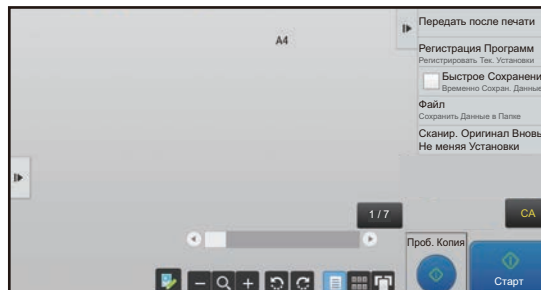 A4
Передать после печати
Регистрация Программ
Регистрировать Тек. Установки
Быстрое Сохранени
Временно Сохран. Данные
Файл
Сохранить Данные в Папке
Сканир. Оригинал Вновь
Не меняя Установки
1 / 7
CA
Проб. Копия
Старт